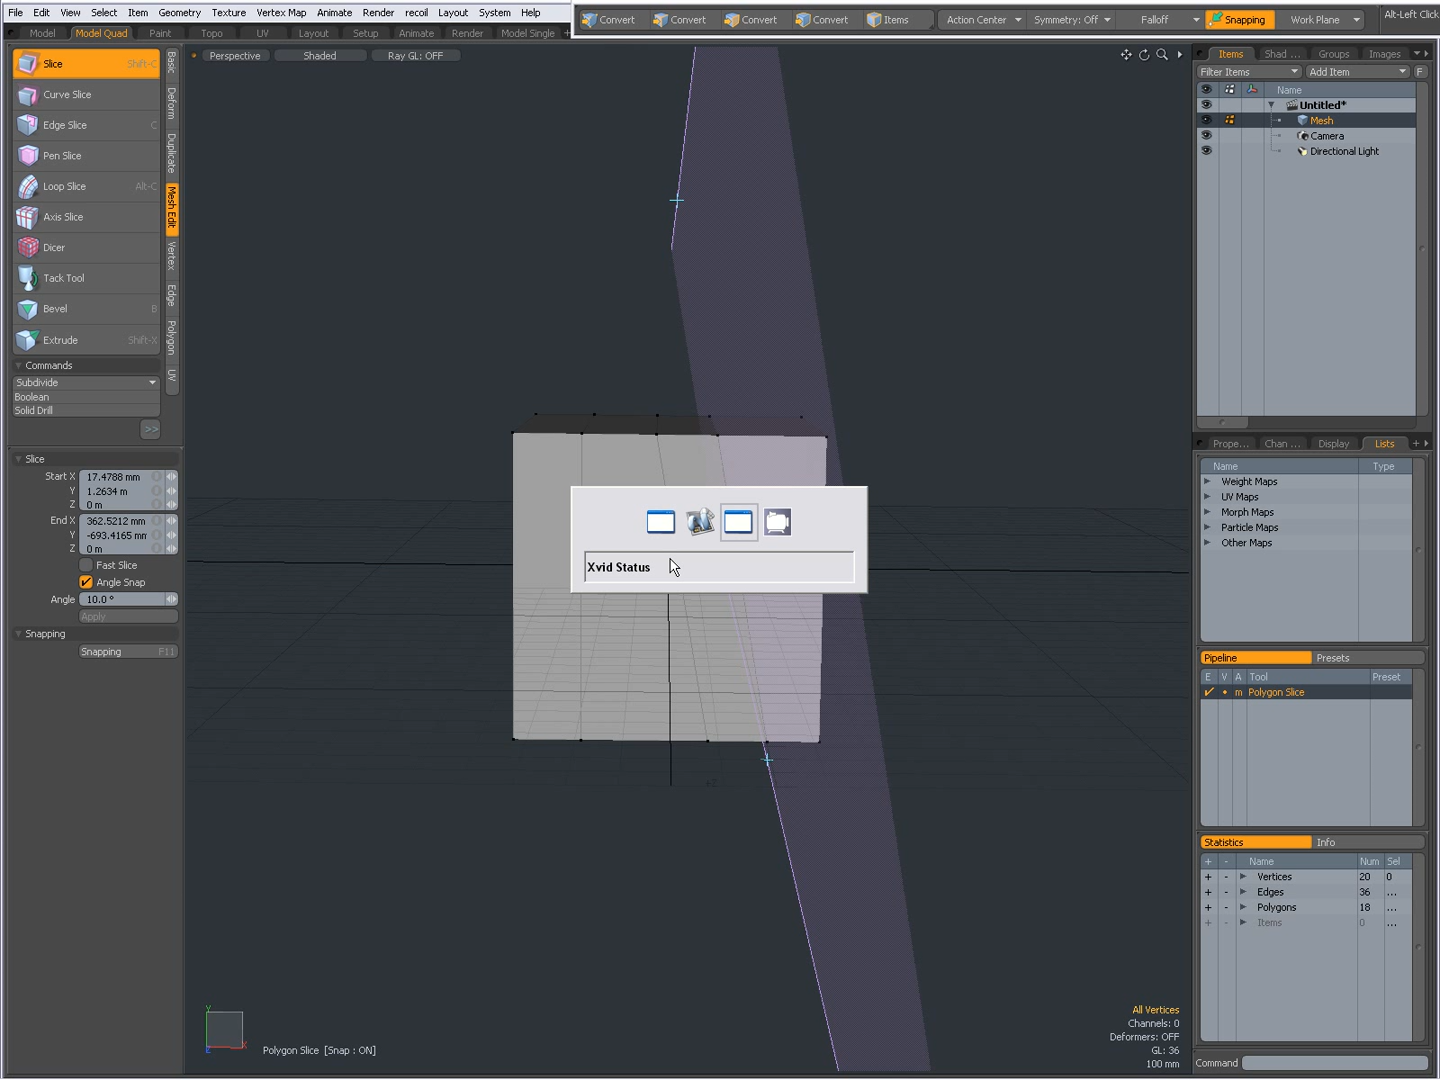 File Edit View Select Item Geometry Texture Vertex Map Animate Render recoil Layout System Help
Convert Convert Convert Convert Items Action Center Symmetry: Off Falloff Snapping Work Plane Alt-Left Click
Model Model Quad Paint Topo UV Layout Setup Animate Render Model Single +
Perspective Shaded Ray GL: OFF
Slice Shift-C
Curve Slice
Edge Slice C
Pen Slice
Loop Slice Alt-C
Axis Slice
Dicer
Tack Tool
Bevel B
Extrude Shift-X
Commands
Subdivide
Boolean
Solid Drill
>>
Basic
Deform
Duplicate
Mesh Edit
Vertex
Edge
Polygon
UV
Slice
Start X 17.4788 mm
Y 1.2634 m
Z 0 m
End X 362.5212 mm
Y -693.4165 mm
Z 0 m
Fast Slice
Angle Snap
Angle 10.0 °
Apply
Snapping
Snapping F11
Xvid Status
Y
X
Z
Polygon Slice [Snap : ON]
All Vertices
Channels: 0
Deformers: OFF
GL: 36
100 mm
Items Shad ... Groups Images
Filter Items Add Item F
Name
Untitled*
Mesh
Camera
Directional Light
Prope... Chan ... Display Lists +
Name Type
Weight Maps
UV Maps
Morph Maps
Particle Maps
Other Maps
Pipeline Presets
E V A Tool Preset
m Polygon Slice
Statistics Info
+ - Name Num Sel
+ - Vertices 20 0
+ - Edges 36 ...
+ - Polygons 18 ...
+ - Items 0 ...
Command